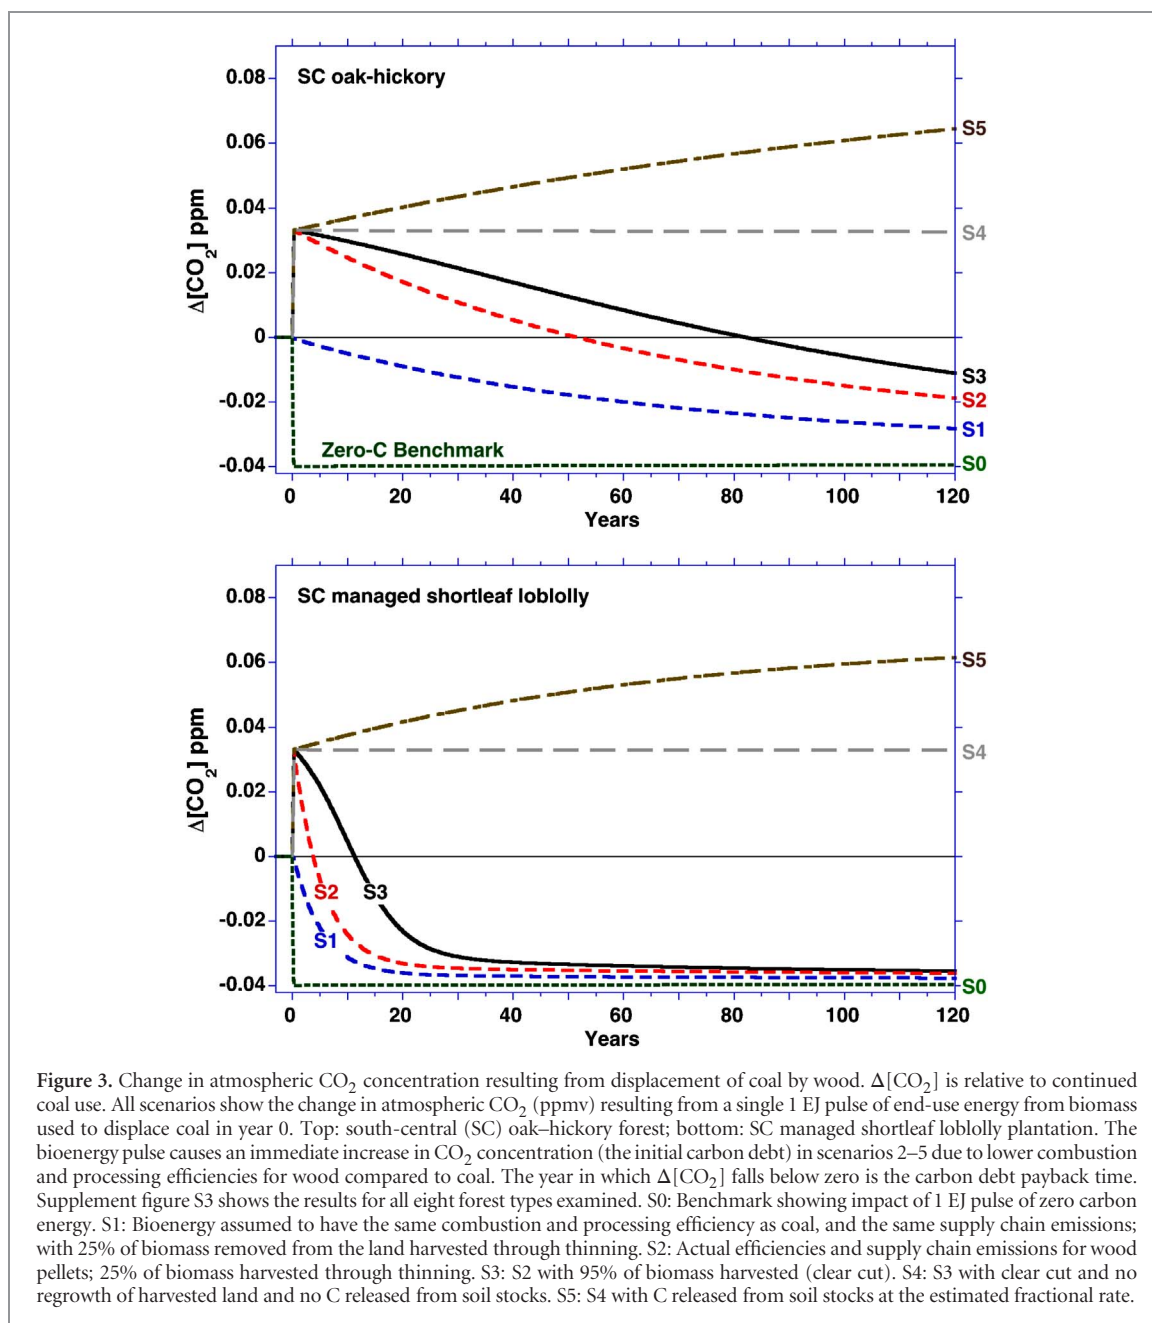 SC oak-hickory
0.08
0.06
0.04
0.02
0
-0.02
-0.04
Δ[CO2] ppm
S5
S4
S3
S2
S1
S0
Zero-C Benchmark
0 20 40 60 80 100 120
Years
SC managed shortleaf loblolly
0.08
0.06
0.04
0.02
0
-0.02
-0.04
Δ[CO2] ppm
S5
S4
S2 S3
S1
S0
0 20 40 60 80 100 120
Years
Figure 3. Change in atmospheric CO2 concentration resulting from displacement of coal by wood. Δ[CO2] is relative to continued
coal use. All scenarios show the change in atmospheric CO2 (ppmv) resulting from a single 1 EJ pulse of end-use energy from biomass
used to displace coal in year 0. Top: south-central (SC) oak–hickory forest; bottom: SC managed shortleaf loblolly plantation. The
bioenergy pulse causes an immediate increase in CO2 concentration (the initial carbon debt) in scenarios 2–5 due to lower combustion
and processing efficiencies for wood compared to coal. The year in which Δ[CO2] falls below zero is the carbon debt payback time.
Supplement figure S3 shows the results for all eight forest types examined. S0: Benchmark showing impact of 1 EJ pulse of zero carbon
energy. S1: Bioenergy assumed to have the same combustion and processing efficiency as coal, and the same supply chain emissions;
with 25% of biomass removed from the land harvested through thinning. S2: Actual efficiencies and supply chain emissions for wood
pellets; 25% of biomass harvested through thinning. S3: S2 with 95% of biomass harvested (clear cut). S4: S3 with clear cut and no
regrowth of harvested land and no C released from soil stocks. S5: S4 with C released from soil stocks at the estimated fractional rate.